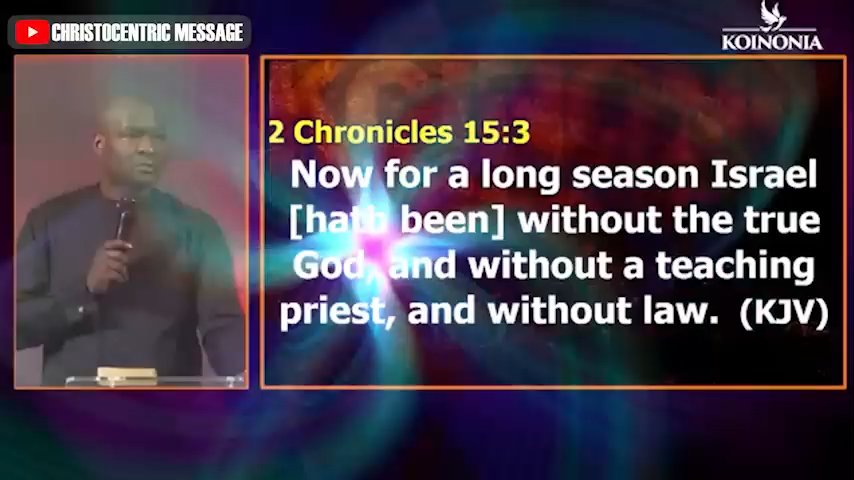 CHRISTOCENTRIC MESSAGE
KOINONIA
2 Chronicles 15:3
Now for a long season Israel
[hath been] without the true
God, and without a teaching
priest, and without law. (KJV)